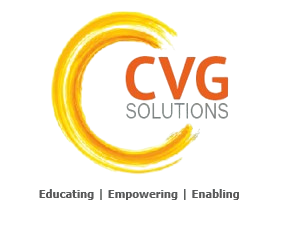 CVG
SOLUTIONS
Educating | Empowering | Enabling